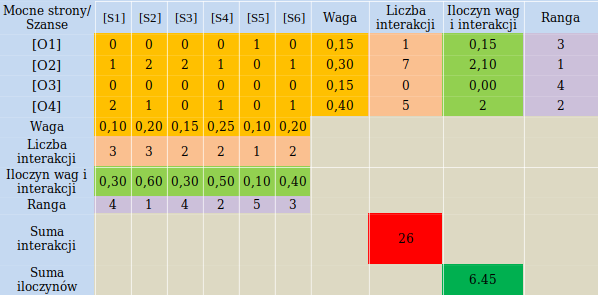 Mocne strony/ Szanse [S1] [S2] [S3] [S4] [S5] [S6] Waga Liczba interakcji Iloczyn wag i interakcji Ranga
[O1] 0 0 0 0 1 0 0,15 1 0,15 3
[O2] 1 2 2 1 0 1 0,30 7 2,10 1
[O3] 0 0 0 0 0 0 0,15 0 0,00 4
[O4] 2 1 0 1 0 1 0,40 5 2 2
Waga 0,10 0,20 0,15 0,25 0,10 0,20
Liczba interakcji 3 3 2 2 1 2
Iloczyn wag i interakcji 0,30 0,60 0,30 0,50 0,10 0,40
Ranga 4 1 4 2 5 3
Suma interakcji 26
Suma iloczynów 6.45